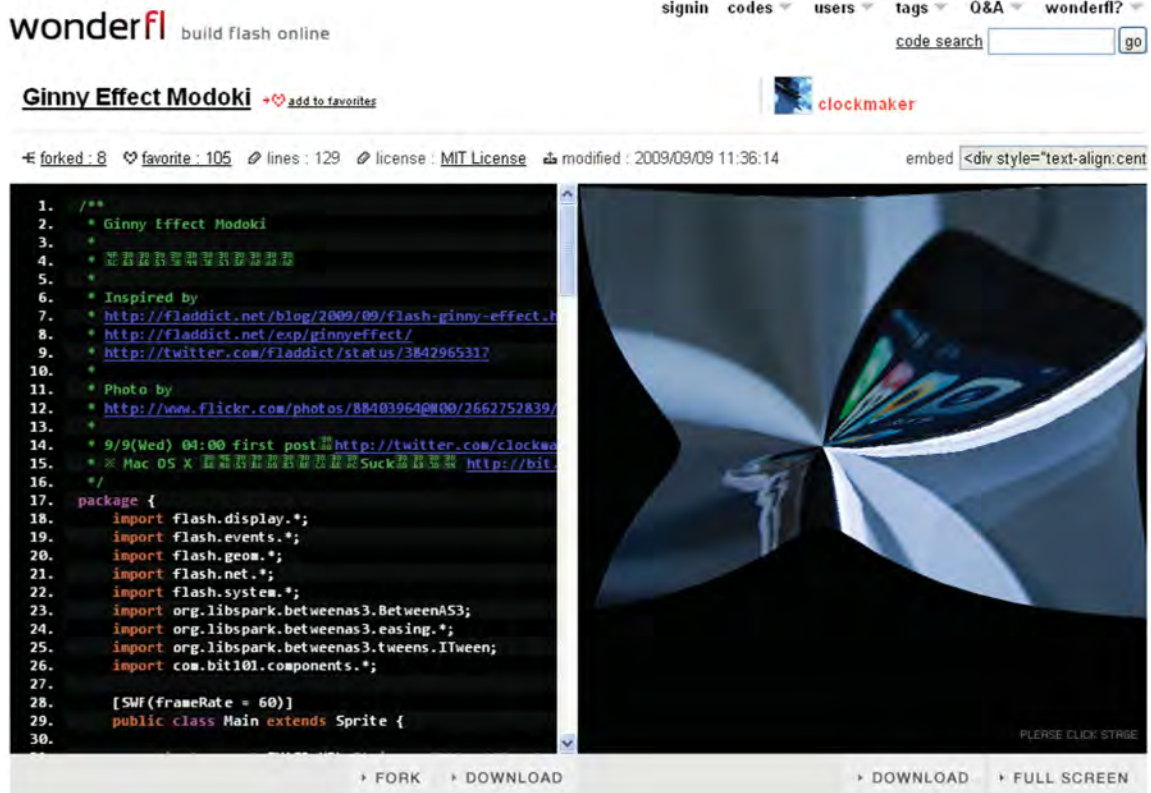 wonderfl build flash online
signin codes users tags Q&A wonderfl?
code search go
Ginny Effect Modoki add to favorites
clockmaker
forked : 8 favorite : 105 lines : 129 license : MIT License modified : 2009/09/09 11:36:14 embed <div style="text-align:cent
1. /**
2. * Ginny Effect Modoki
3. *
4. *
5. *
6. * Inspired by
7. * http://fladdict.net/blog/2009/09/flash-ginny-effect.h
8. * http://fladdict.net/exp/ginnyeffect/
9. * http://twitter.com/fladdict/status/3842965317
10. *
11. * Photo by
12. * http://www.flickr.com/photos/88403964@N00/2662752839/
13. *
14. * 9/9(Wed) 04:00 first post http://twitter.com/clockma
15. * ※ Mac OS X Suck http://bit.
16. */
17. package {
18. import flash.display.*;
19. import flash.events.*;
20. import flash.geom.*;
21. import flash.net.*;
22. import flash.system.*;
23. import org.libspark.betweenas3.BetweenAS3;
24. import org.libspark.betweenas3.easing.*;
25. import org.libspark.betweenas3.tweens.ITween;
26. import com.bit101.components.*;
27.
28. [SWF(frameRate = 60)]
29. public class Main extends Sprite {
30.
PLEASE CLICK STRGE
FORK DOWNLOAD
DOWNLOAD FULL SCREEN